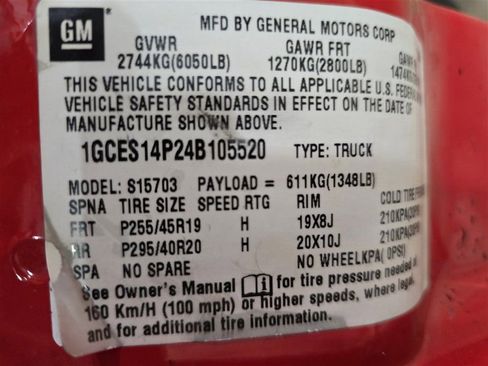 MFD BY GENERAL MOTORS CORP
GM
GVWR GAWR FRT
2744KG(6050LB) 1270KG(2800LB)
THIS VEHICLE CONFORMS TO ALL APPLICABLE U.S.
VEHICLE SAFETY STANDARDS IN EFFECT ON THE DATE OF
MANUFACTURE SHOWN ABOVE.
1GCES14P24B105520 TYPE: TRUCK
MODEL: S15703 PAYLOAD = 611KG(1348LB)
SPNA TIRE SIZE SPEED RTG RIM COLD TIRE
FRT P255/45R19 H 19X8J
RR P295/40R20 H 20X10J
SPA NO SPARE NO WHEEL KPA( 0PSI)
See Owner's Manual for tire pressure needed at
160 Km/H (100 mph) or higher speeds, where legal,
and for additional tire information.